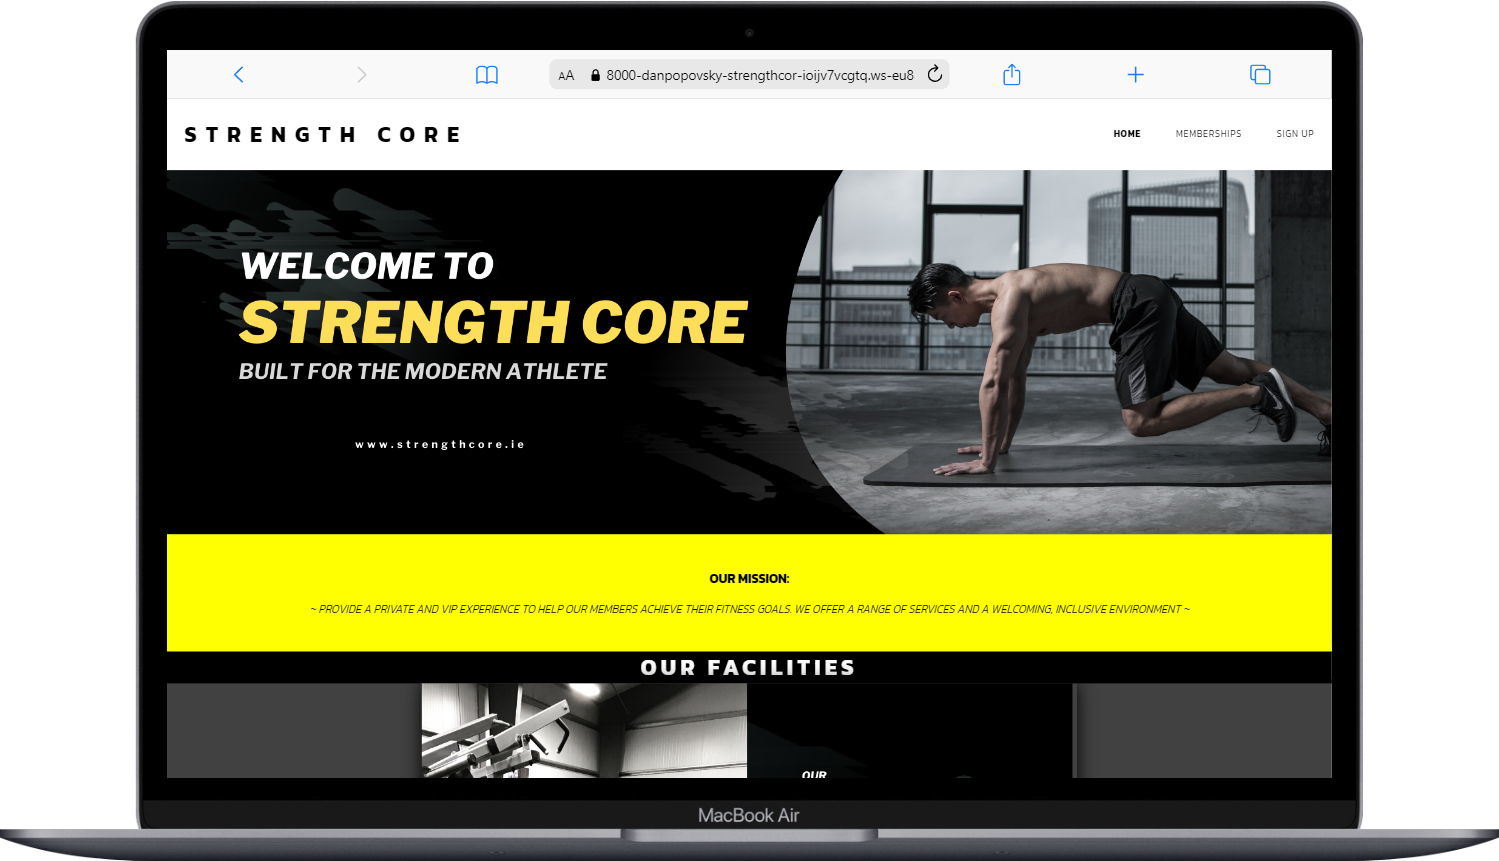 AA 8000-danpopovsky-strengthcor-ioijv7vcgtq.ws-eu8
STRENGTH CORE
HOME MEMBERSHIPS SIGN UP
WELCOME TO
STRENGTH CORE
BUILT FOR THE MODERN ATHLETE
www.strengthcore.ie
OUR MISSION:
~ PROVIDE A PRIVATE AND VIP EXPERIENCE TO HELP OUR MEMBERS ACHIEVE THEIR FITNESS GOALS. WE OFFER A RANGE OF SERVICES AND A WELCOMING, INCLUSIVE ENVIRONMENT ~
OUR FACILITIES
OUR
MacBook Air